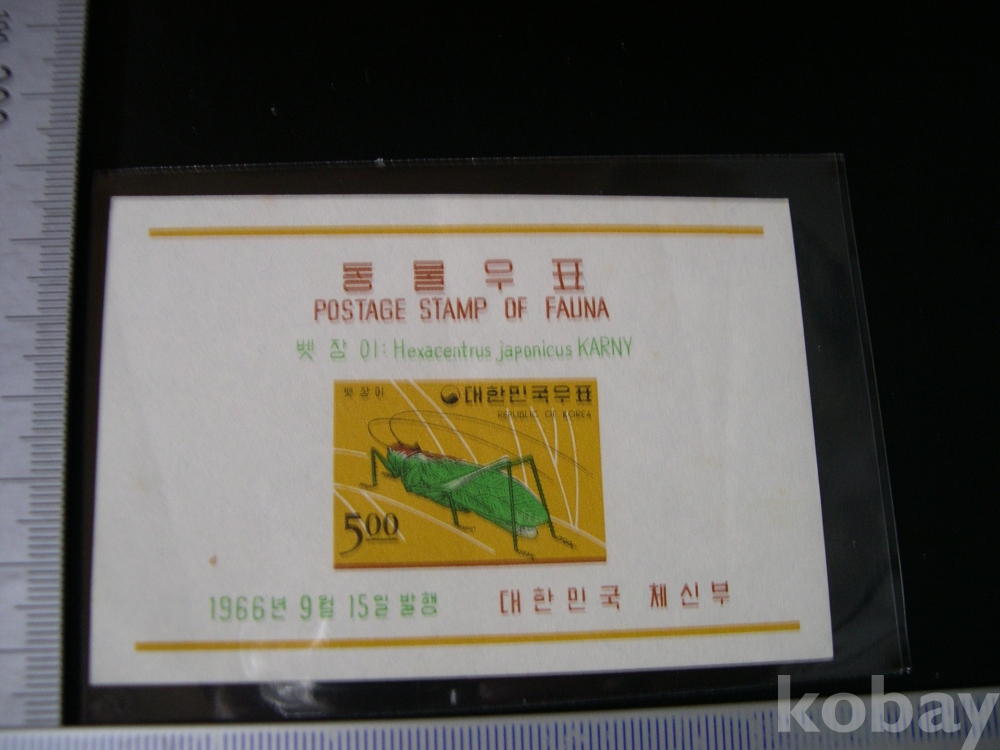 동물우표
POSTAGE STAMP OF FAUNA
벳장이: Hexacentrus japonicus KARNY
벳장이 대한민국우표
REPUBLIC OF KOREA
500
1966년 9월 15일 발행 대한민국 체신부
kobay